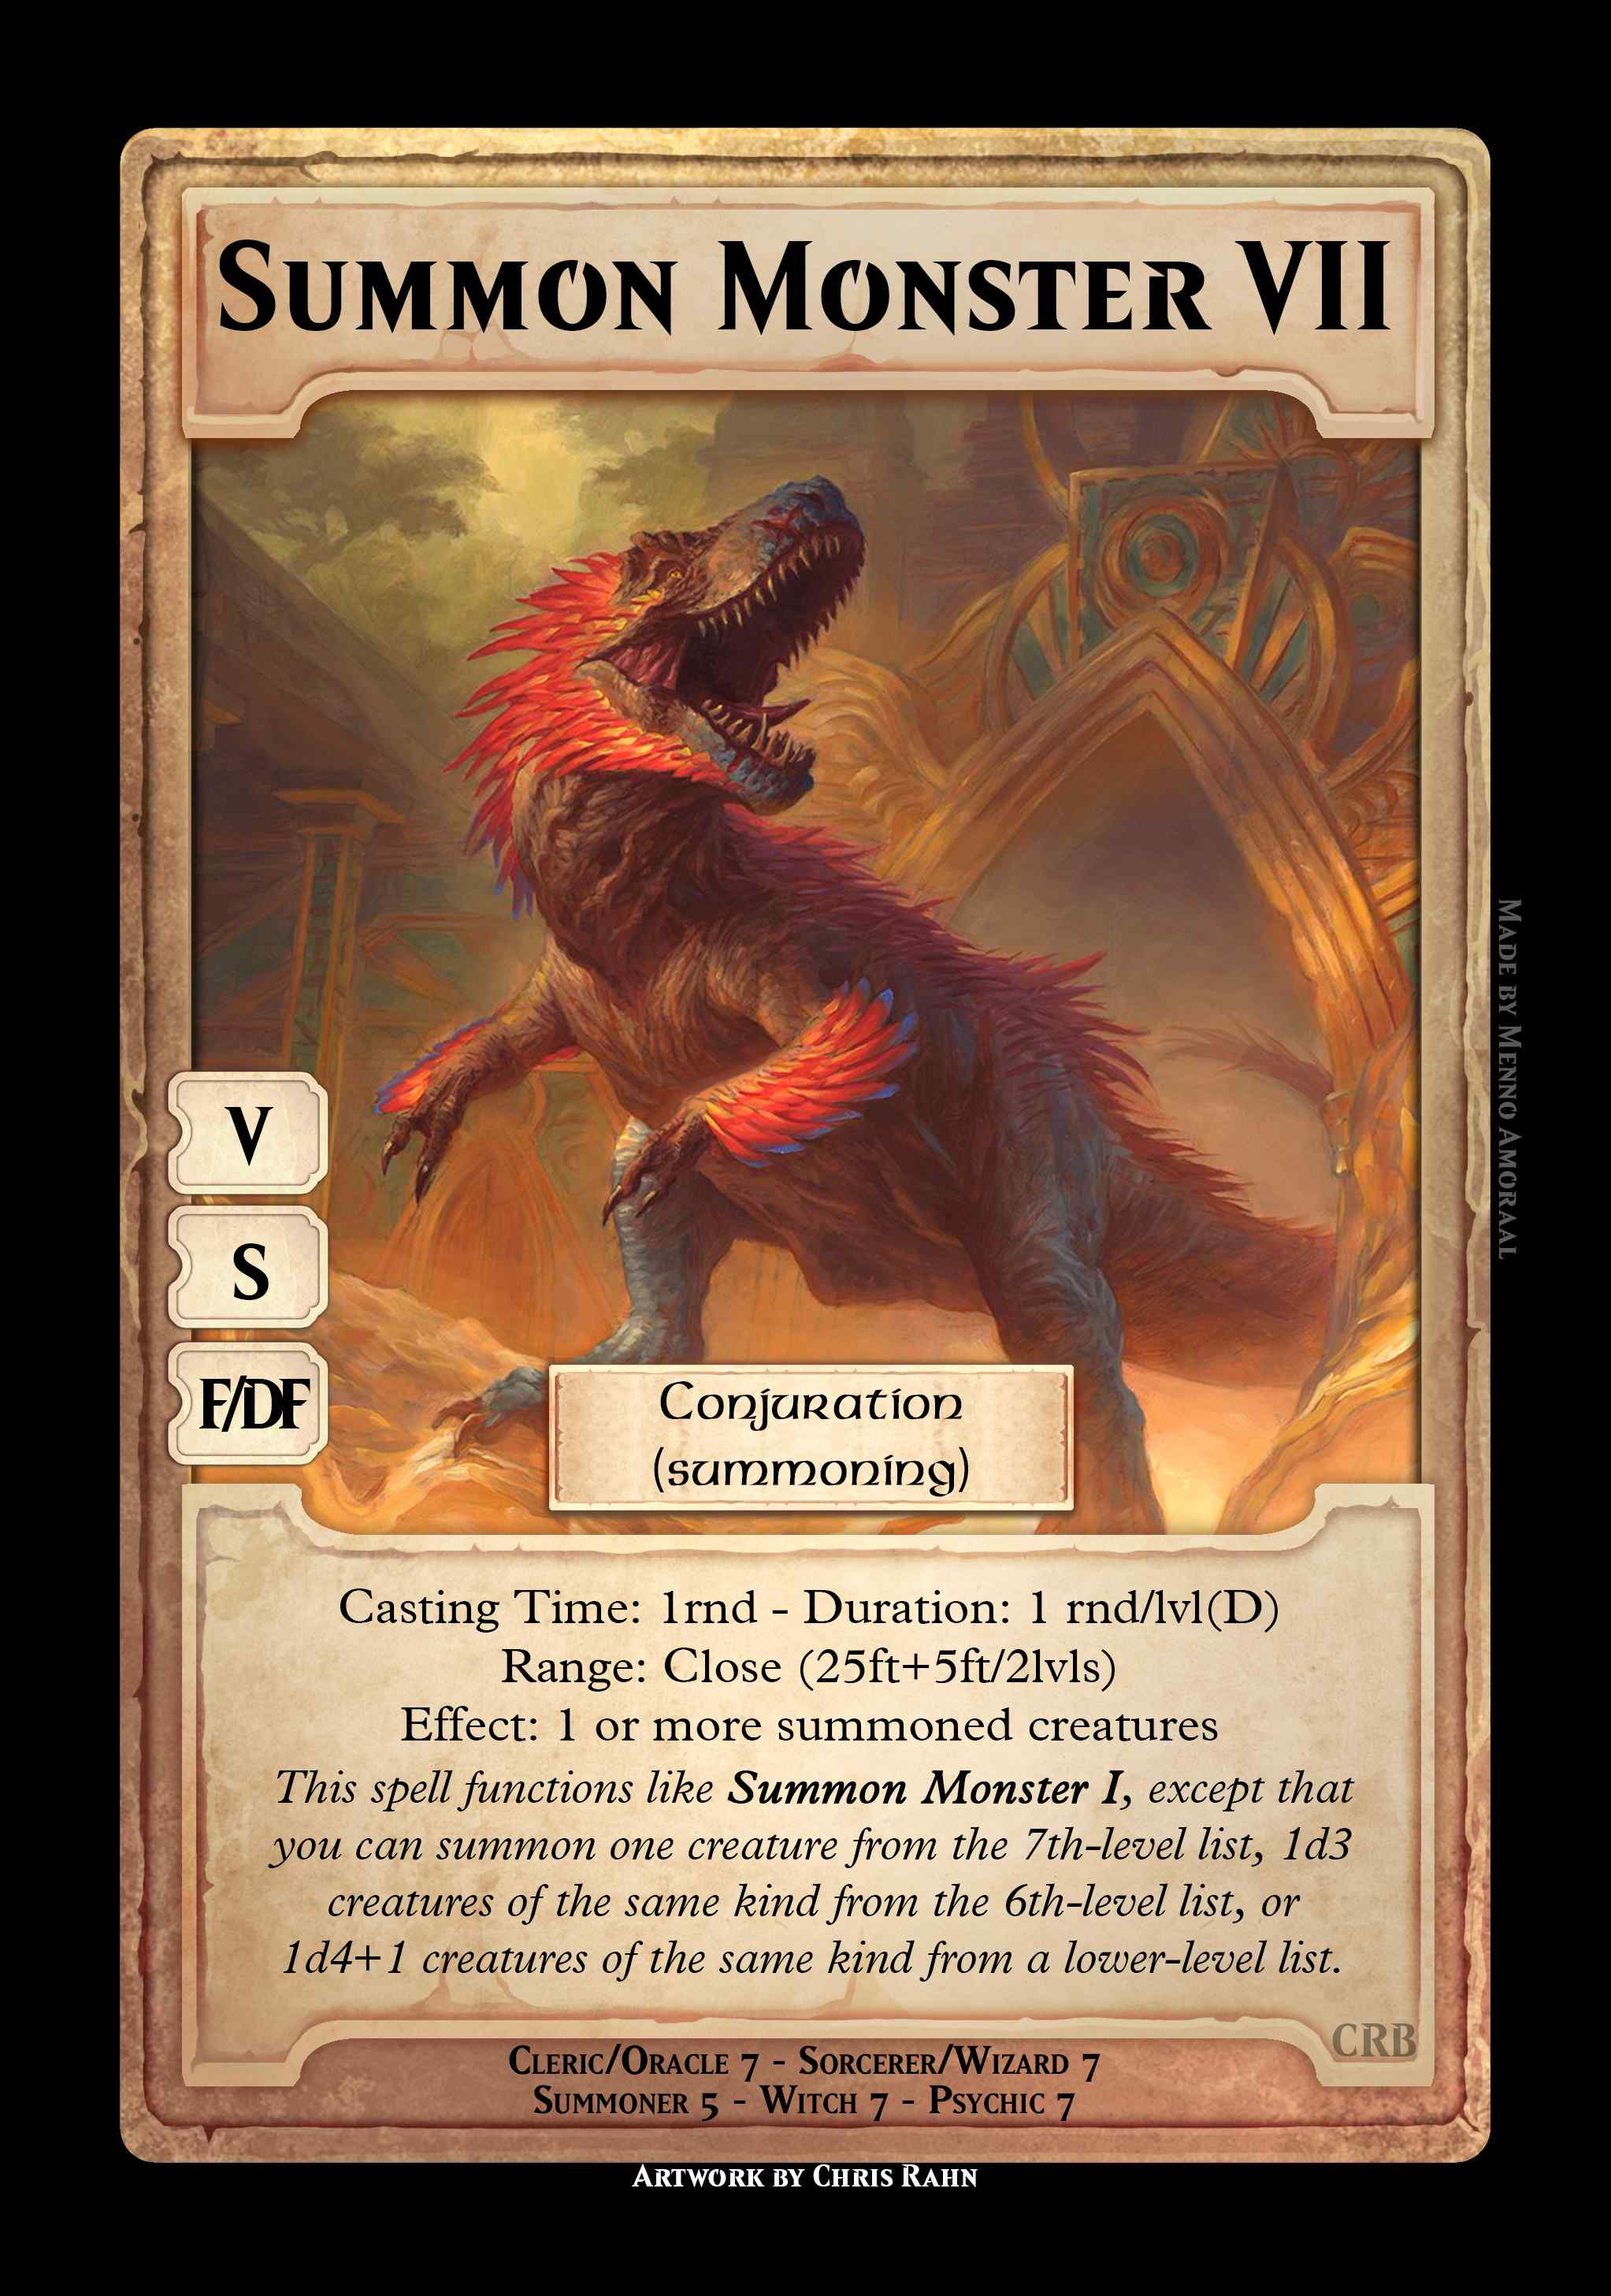 Summon Monster VII
V
S
F/DF
Conjuration
(summoning)
Casting Time: 1rnd - Duration: 1 rnd/lvl(D)
Range: Close (25ft+5ft/2lvls)
Effect: 1 or more summoned creatures
This spell functions like Summon Monster I, except that
you can summon one creature from the 7th-level list, 1d3
creatures of the same kind from the 6th-level list, or
1d4+1 creatures of the same kind from a lower-level list.
CRB
Cleric/Oracle 7 - Sorcerer/Wizard 7
Summoner 5 - Witch 7 - Psychic 7
Artwork by Chris Rahn
Made by Menno Amoraal